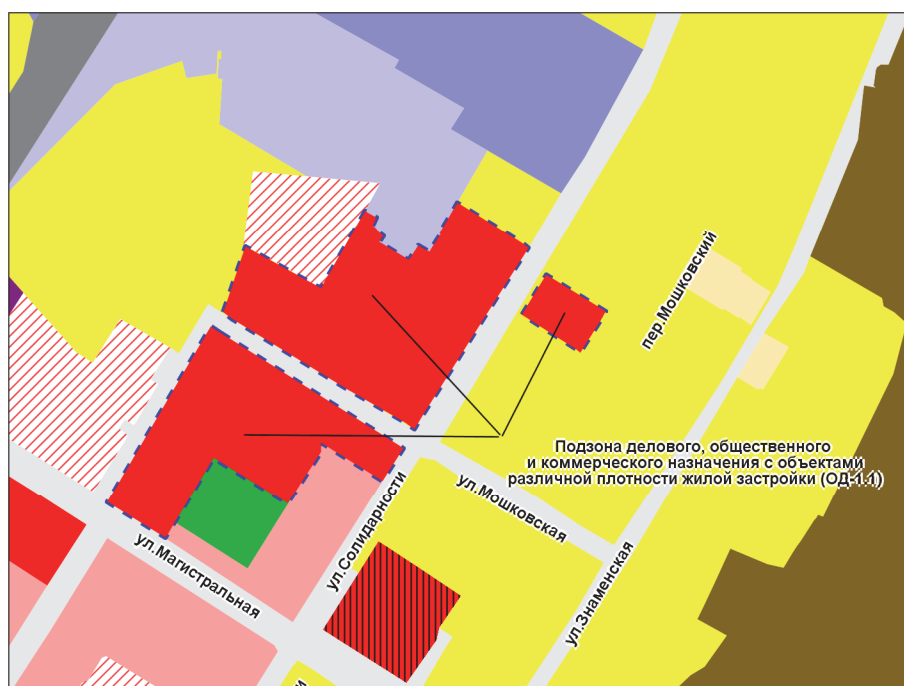 пер.Мошковский
Подзона делового, общественного
и коммерческого назначения с объектами
различной плотности жилой застройки (ОД-1.1)
ул.Мошковская
ул.Солидарности
ул.Магистральная
ул.Знаменская